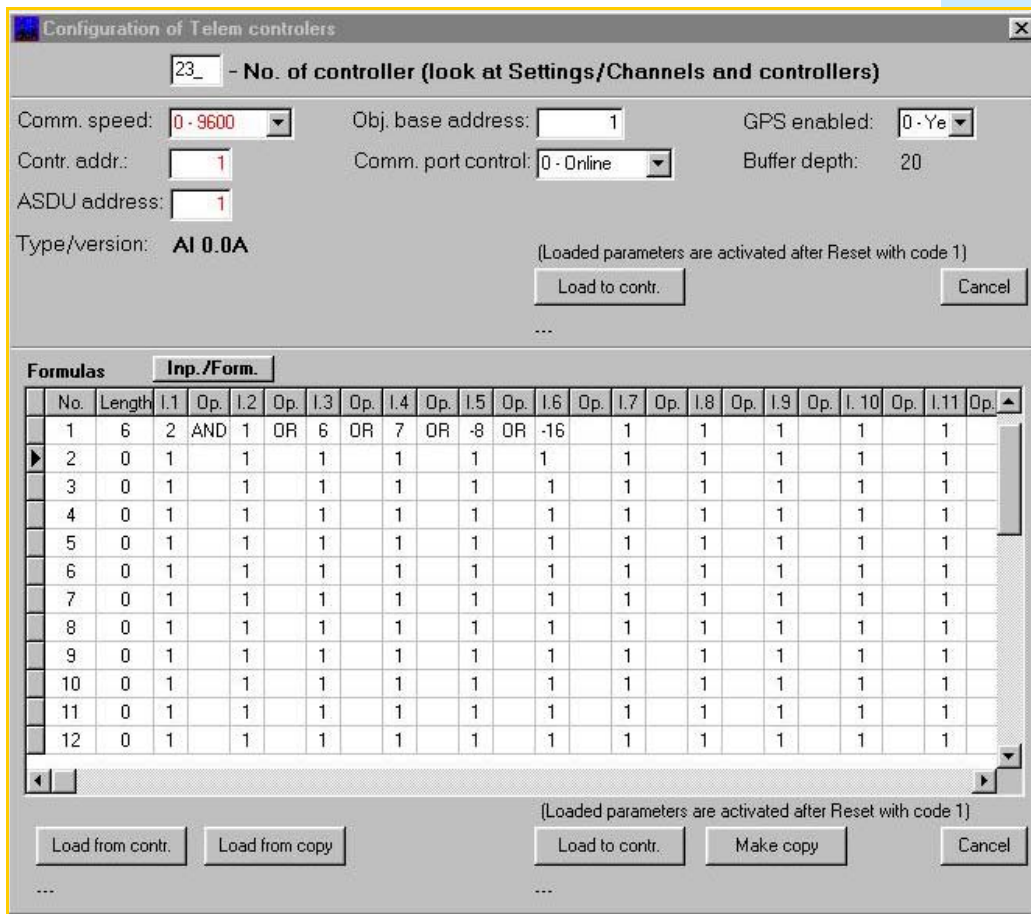 Configuration of Telem controlers
23_ - No. of controller (look at Settings/Channels and controllers)
Comm. speed: 0 - 9600 Obj. base address: 1 GPS enabled: 0 - Ye
Contr. addr.: 1 Comm. port control: 0 - Online Buffer depth: 20
ASDU address: 1
Type/version: AI 0.0A
(Loaded parameters are activated after Reset with code 1)
Load to contr. Cancel
---
Formulas Inp./Form.
No. Length I.1 Op. I.2 Op. I.3 Op. I.4 Op. I.5 Op. I.6 Op. I.7 Op. I.8 Op. I.9 Op. I. 10 Op. I.11 Op.
1 6 2 AND 1 OR 6 OR 7 OR -8 OR -16 1 1 1 1 1
2 0 1 1 1 1 1 1 1 1 1 1 1
3 0 1 1 1 1 1 1 1 1 1 1 1
4 0 1 1 1 1 1 1 1 1 1 1 1
5 0 1 1 1 1 1 1 1 1 1 1 1
6 0 1 1 1 1 1 1 1 1 1 1 1
7 0 1 1 1 1 1 1 1 1 1 1 1
8 0 1 1 1 1 1 1 1 1 1 1 1
9 0 1 1 1 1 1 1 1 1 1 1 1
10 0 1 1 1 1 1 1 1 1 1 1 1
11 0 1 1 1 1 1 1 1 1 1 1 1
12 0 1 1 1 1 1 1 1 1 1 1 1
(Loaded parameters are activated after Reset with code 1)
Load from contr. Load from copy Load to contr. Make copy Cancel
--- ---